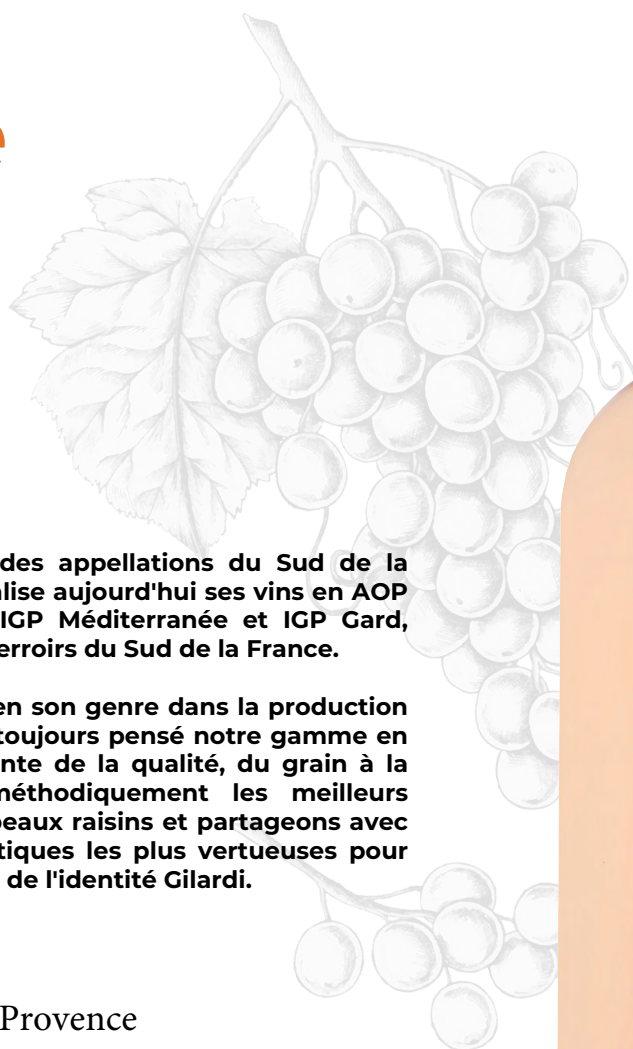 e
des appellations du Sud de la
lise aujourd'hui ses vins en AOP
IGP Méditerranée et IGP Gard,
erroirs du Sud de la France.
en son genre dans la production
toujours pensé notre gamme en
nte de la qualité, du grain à la
méthodiquement les meilleurs
beaux raisins et partageons avec
tiques les plus vertueuses pour
de l'identité Gilardi.
Provence